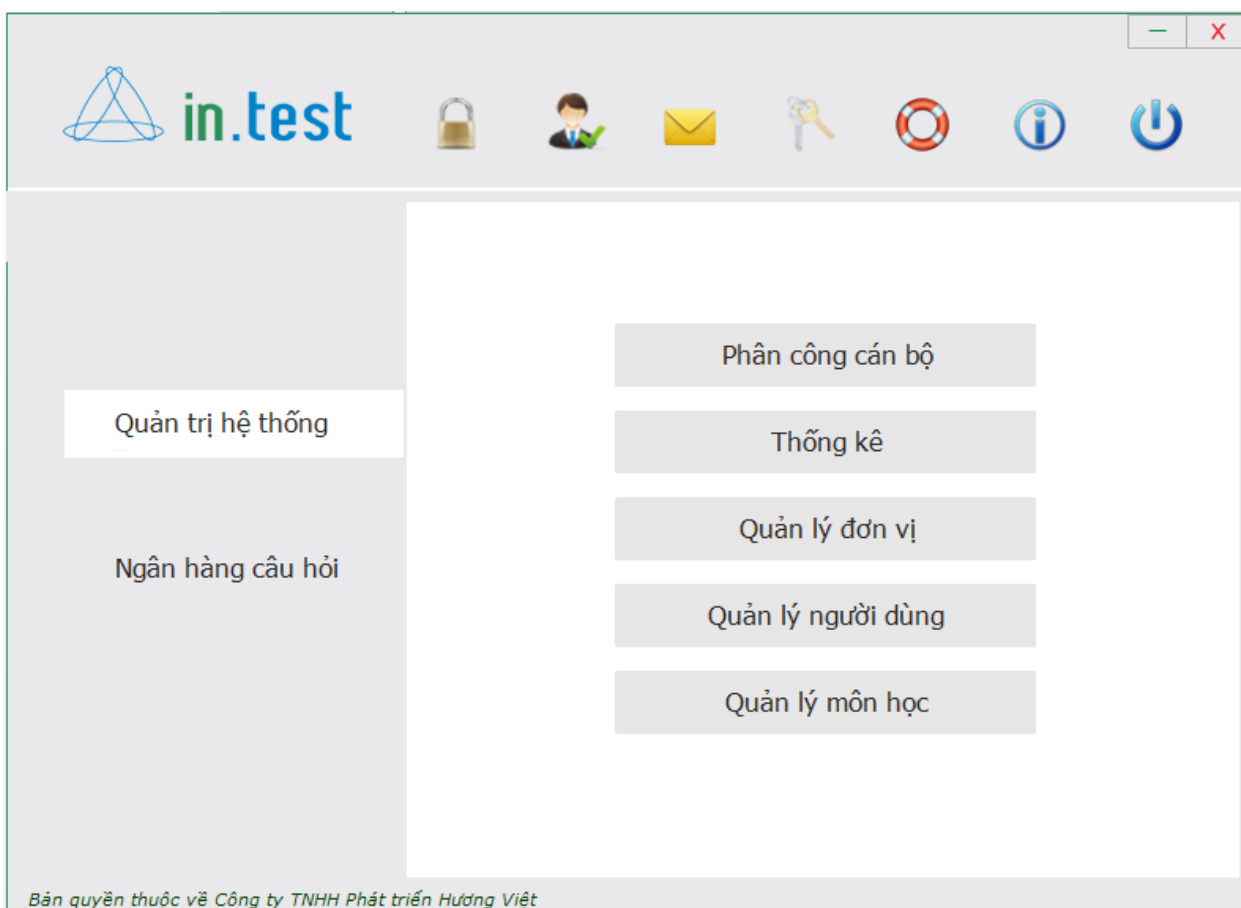 X
in.test
Phân công cán bộ
Quản trị hệ thống
Thống kê
Quản lý đơn vị
Ngân hàng câu hỏi
Quản lý người dùng
Quản lý môn học
Bản quyền thuộc về Công ty TNHH Phát triển Hương Việt